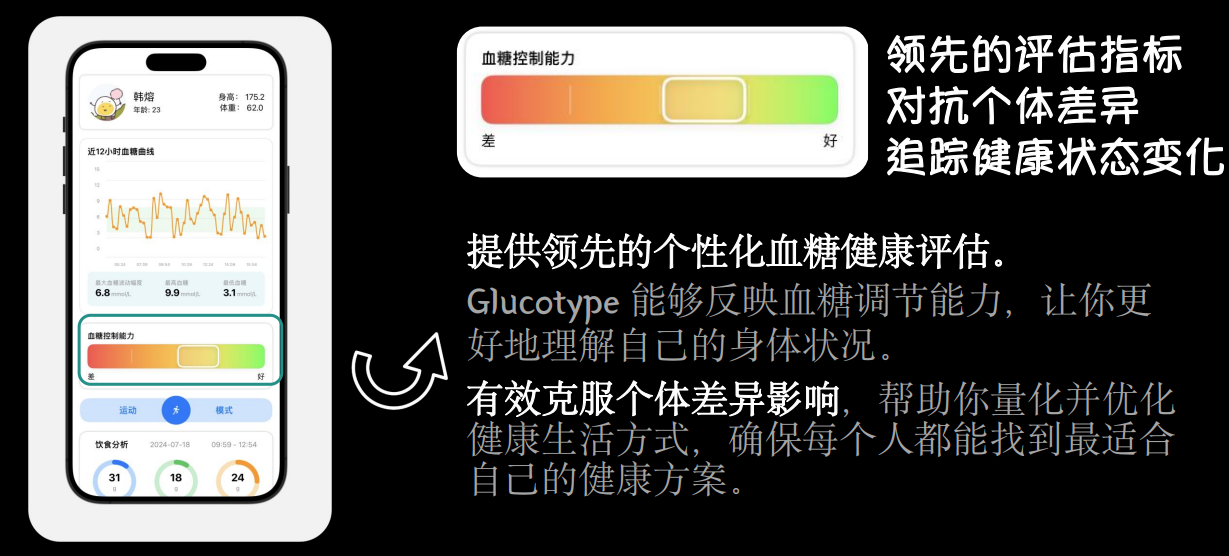 韩熔
年龄: 23
身高: 175.2
体重: 62.0
近12小时血糖曲线
15
12
9
6
3
0
最大血糖波动幅度
最高血糖
最低血糖
6.8 mmol/L
9.9 mmol/L
3.1 mmol/L
血糖控制能力
差
好
运动
模式
饮食分析
2024-07-18
09:59 - 12:54
31
g
18
g
24
g
血糖控制能力
差
好
领先的评估指标
对抗个体差异
追踪健康状态变化
提供领先的个性化血糖健康评估。
Glucotype 能够反映血糖调节能力，让你更
好地理解自己的身体状况。
有效克服个体差异影响，帮助你量化并优化
健康生活方式，确保每个人都能找到最适合
自己的健康方案。